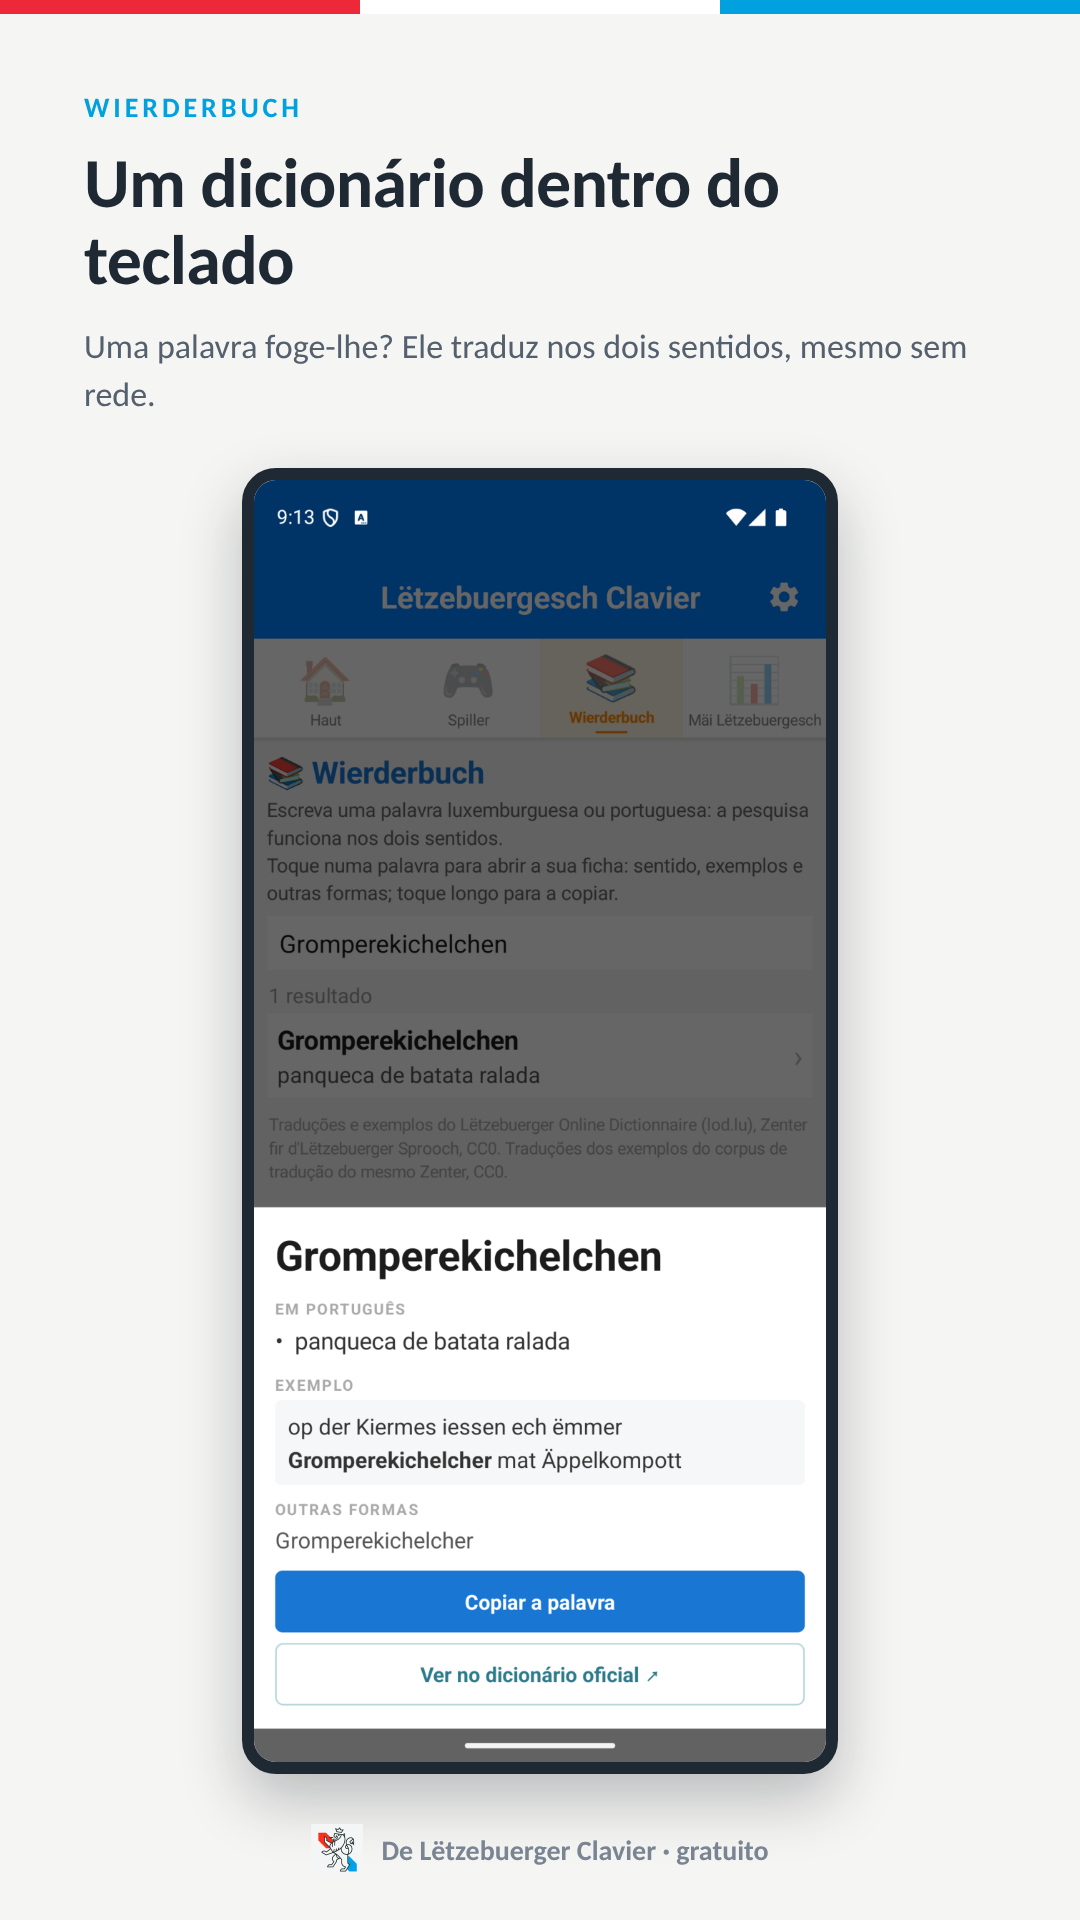 WIERDERBUCH
Um dicionário dentro do
teclado
Uma palavra foge-lhe? Ele traduz nos dois sentidos, mesmo sem
rede.
9:13
Lëtzebuergesch Clavier
Haut
Spiller
Wierderbuch
Mäi Lëtzebuergesch
Wierderbuch
Escreva uma palavra luxemburguesa ou portuguesa: a pesquisa
funciona nos dois sentidos.
Toque numa palavra para abrir a sua ficha: sentido, exemplos e
outras formas; toque longo para a copiar.
Gromperekichelchen
1 resultado
Gromperekichelchen
panqueca de batata ralada
Traduções e exemplos do Lëtzebuerger Online Dictionnaire (lod.lu), Zenter
fir d'Lëtzebuerger Sprooch, CC0. Traduções dos exemplos do corpus de
tradução do mesmo Zenter, CC0.
Gromperekichelchen
EM PORTUGUÊS
• panqueca de batata ralada
EXEMPLO
op der Kiermes iessen ech ëmmer
Gromperekichelcher mat Äppelkompott
OUTRAS FORMAS
Gromperekichelcher
Copiar a palavra
Ver no dicionário oficial ↗
De Lëtzebuerger Clavier · gratuito